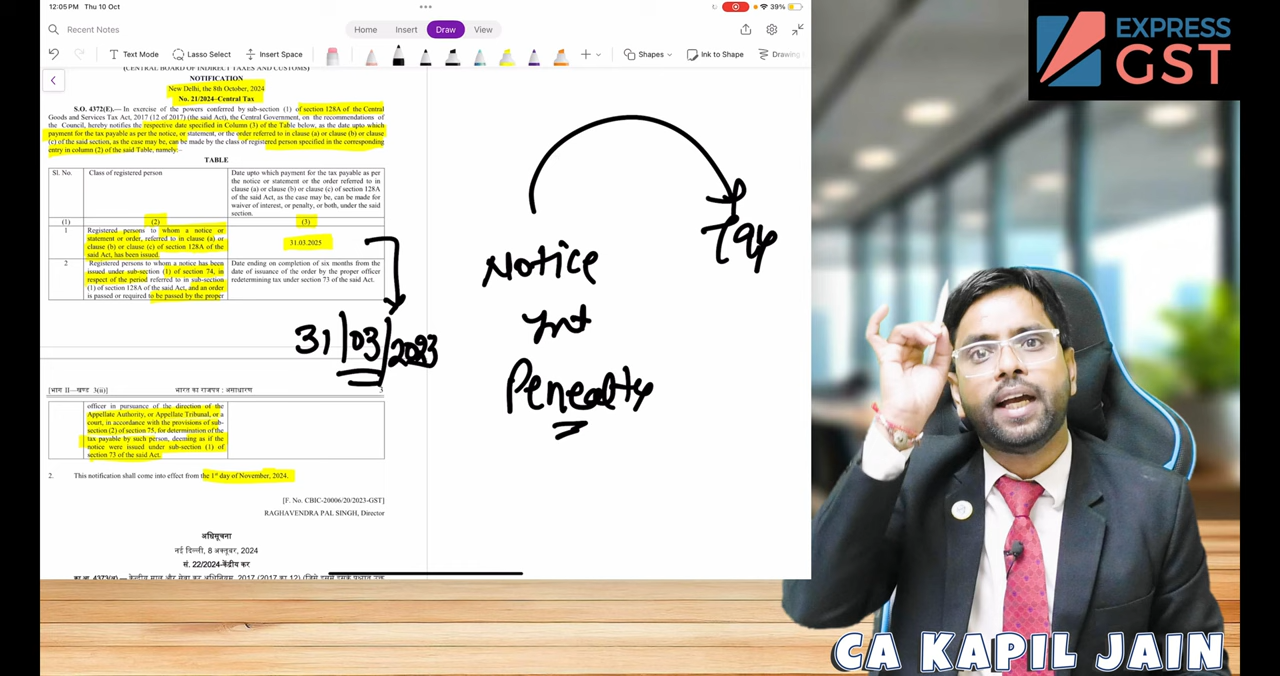 12:05 PM Thu 10 Oct
39%
Recent Notes
Home Insert Draw View
Text Mode Lasso Select Insert Space Shapes Ink to Shape Drawing
(CENTRAL BOARD OF INDIRECT TAXES AND CUSTOMS)
NOTIFICATION
New Delhi, the 8th October, 2024
No. 21/2024–Central Tax
S.O. 4372(E).— In exercise of the powers conferred by sub-section (1) of section 128A of the Central
Goods and Services Tax Act, 2017 (12 of 2017) (the said Act), the Central Government, on the recommendations
of the Council, hereby notifies the respective date specified in Column (3) of the Table below, as the date upto which
payment for the tax payable as per the notice, or statement, or the order referred to in clause (a) or clause (b) or clause
(c) of the said section, as the case may be, can be made by the class of registered person specified in the corresponding
entry in column (2) of the said Table, namely:–
TABLE
Sl. No.
Class of registered person
Date upto which payment for the tax payable as per
the notice or statement or the order referred to in
clause (a) or clause (b) or clause (c) of section 128A
of the said Act, as the case may be, can be made for
waiver of interest, or penalty, or both, under the said
section.
(1) (2) (3)
1
Registered persons to whom a notice or
statement or order, referred to in clause (a) or
clause (b) or clause (c) of section 128A of the
said Act, has been issued.
31.03.2025
2
Registered persons to whom a notice has been
issued under sub-section (1) of section 74, in
respect of the period referred to in sub-section
(1) of section 128A of the said Act, and an order
is passed or required to be passed by the proper
Date ending on completion of six months from the
date of issuance of the order by the proper officer
redetermining tax under section 73 of the said Act.
31/03/2023
[भाग II—खण्ड 3(ii)] भारत का राजपत्र : असाधारण 3
officer in pursuance of the direction of the
Appellate Authority, or Appellate Tribunal, or a
court, in accordance with the provisions of sub-
section (2) of section 75, for determination of the
tax payable by such person, deeming as if the
notice were issued under sub-section (1) of
section 73 of the said Act.
2. This notification shall come into effect from the 1st day of November, 2024.
[F. No. CBIC-20006/20/2023-GST]
RAGHAVENDRA PAL SINGH, Director
अधिसूचना
नई दिल्ली, 8 अक्तूबर, 2024
सं. 22/2024-केंद्रीय कर
Tax
Notice
Int
Penealty
EXPRESS
GST
CA KAPIL JAIN